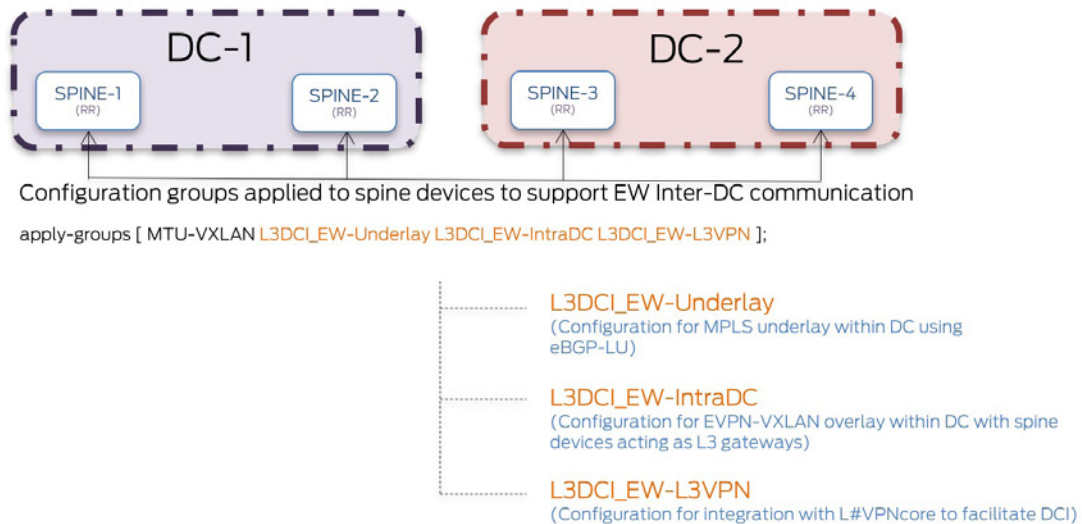 DC-1
DC-2
SPINE-1
(RR)
SPINE-2
(RR)
SPINE-3
(RR)
SPINE-4
(RR)
Configuration groups applied to spine devices to support EW Inter-DC communication
apply-groups [ MTU-VXLAN L3DCI_EW-Underlay L3DCI_EW-IntraDC L3DCI_EW-L3VPN ];
L3DCI_EW-Underlay
(Configuration for MPLS underlay within DC using
eBGP-LU)
L3DCI_EW-IntraDC
(Configuration for EVPN-VXLAN overlay within DC with spine
devices acting as L3 gateways)
L3DCI_EW-L3VPN
(Configuration for integration with L#VPNcore to facilitate DCI)